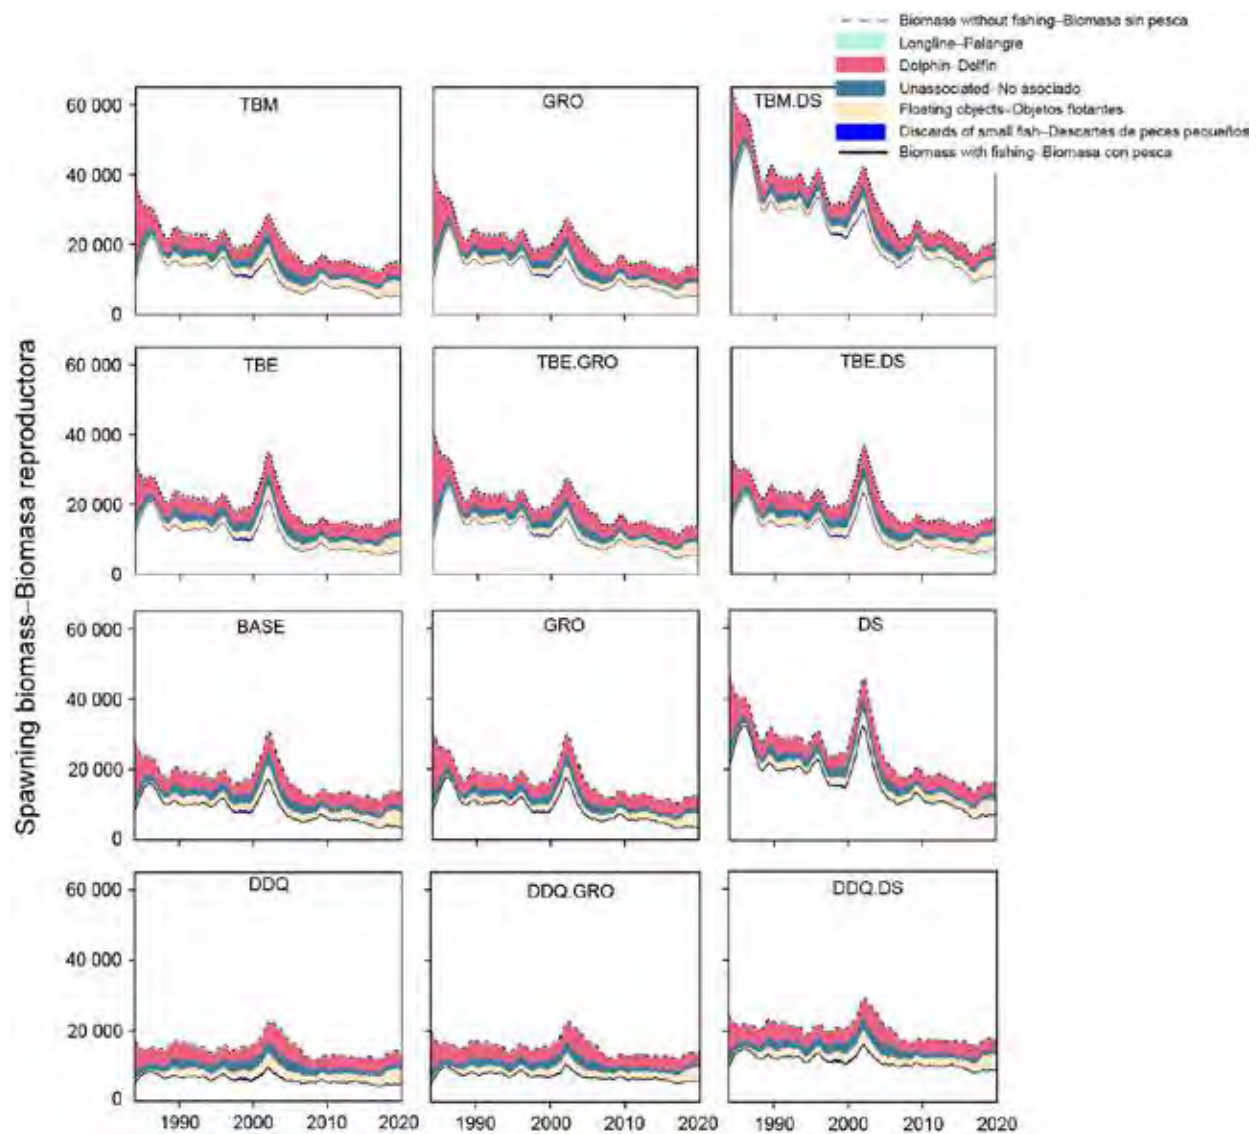 Biomass without fishing–Biomasa sin pesca
Longline–Palangre
Dolphin–Delfin
Unassociated–No asociado
Floating objects–Objetos flotantes
Discards of small fish–Descartes de peces pequeños
Biomass with fishing–Biomasa con pesca
Spawning biomass–Biomasa reproductora
TBM
GRO
TBM.DS
60 000
40 000
20 000
0
TBE
TBE.GRO
TBE.DS
60 000
40 000
20 000
0
BASE
GRO
DS
60 000
40 000
20 000
0
DDQ
DDQ.GRO
DDQ.DS
60 000
40 000
20 000
0
1990 2000 2010 2020 1990 2000 2010 2020 1990 2000 2010 2020